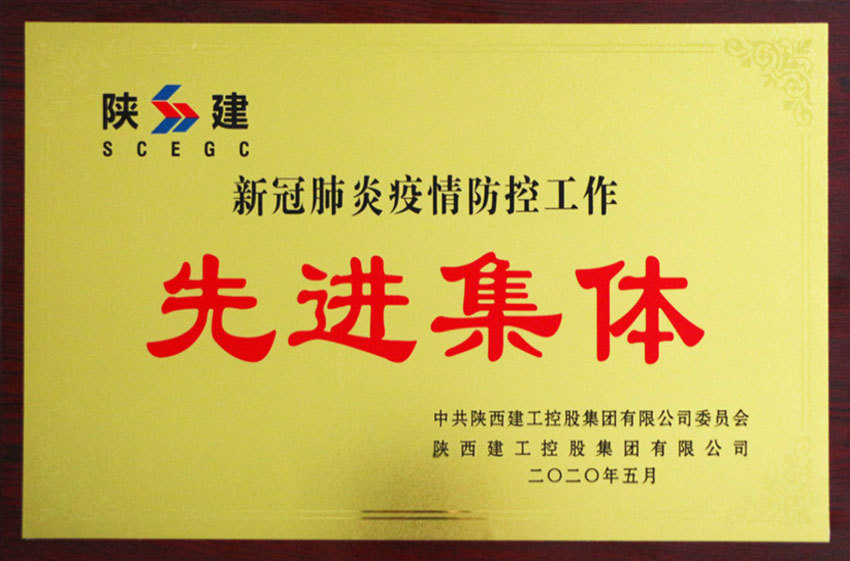 陕建
SCEGC
新冠肺炎疫情防控工作
先进集体
中共陕西建工控股集团有限公司委员会
陕西建工控股集团有限公司
二〇二〇年五月